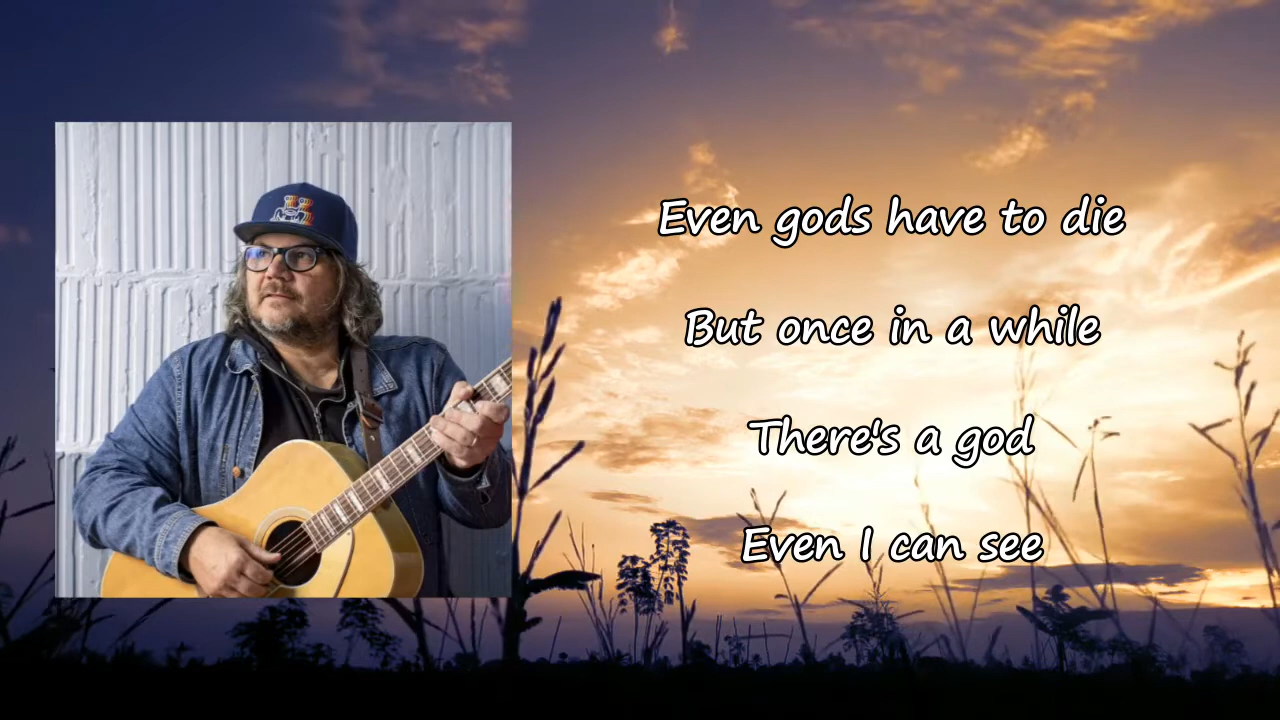 Even gods have to die
But once in a while
There's a god
Even I can see